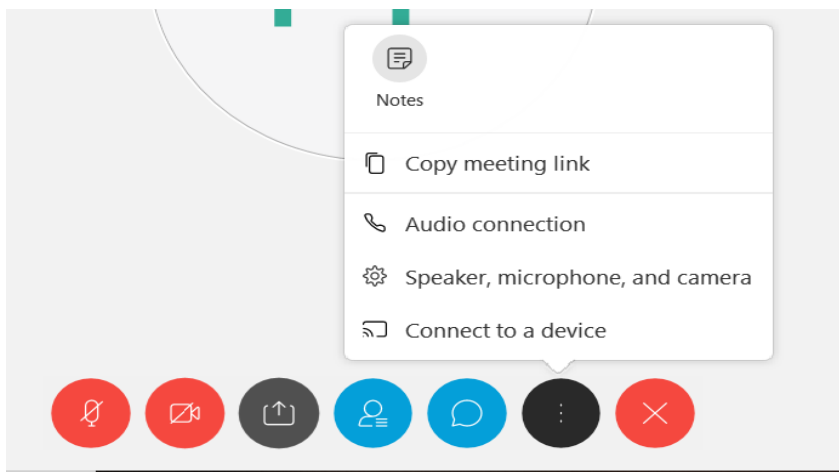 Notes
Copy meeting link
Audio connection
Speaker, microphone, and camera
Connect to a device